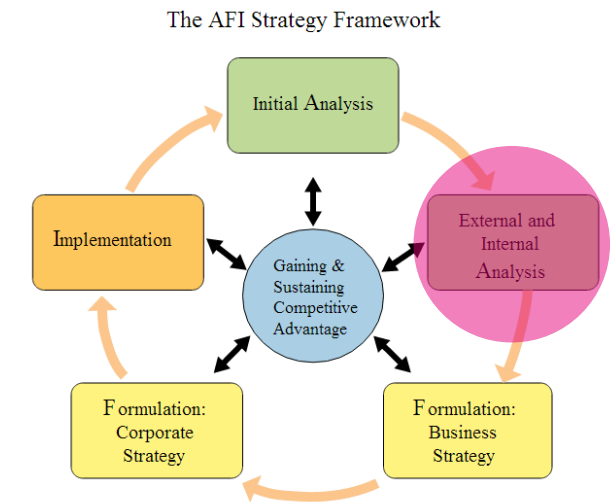 The AFI Strategy Framework
Initial Analysis
External and
Internal
Analysis
Implementation
Gaining &
Sustaining
Competitive
Advantage
Formulation:
Corporate
Strategy
Formulation:
Business
Strategy